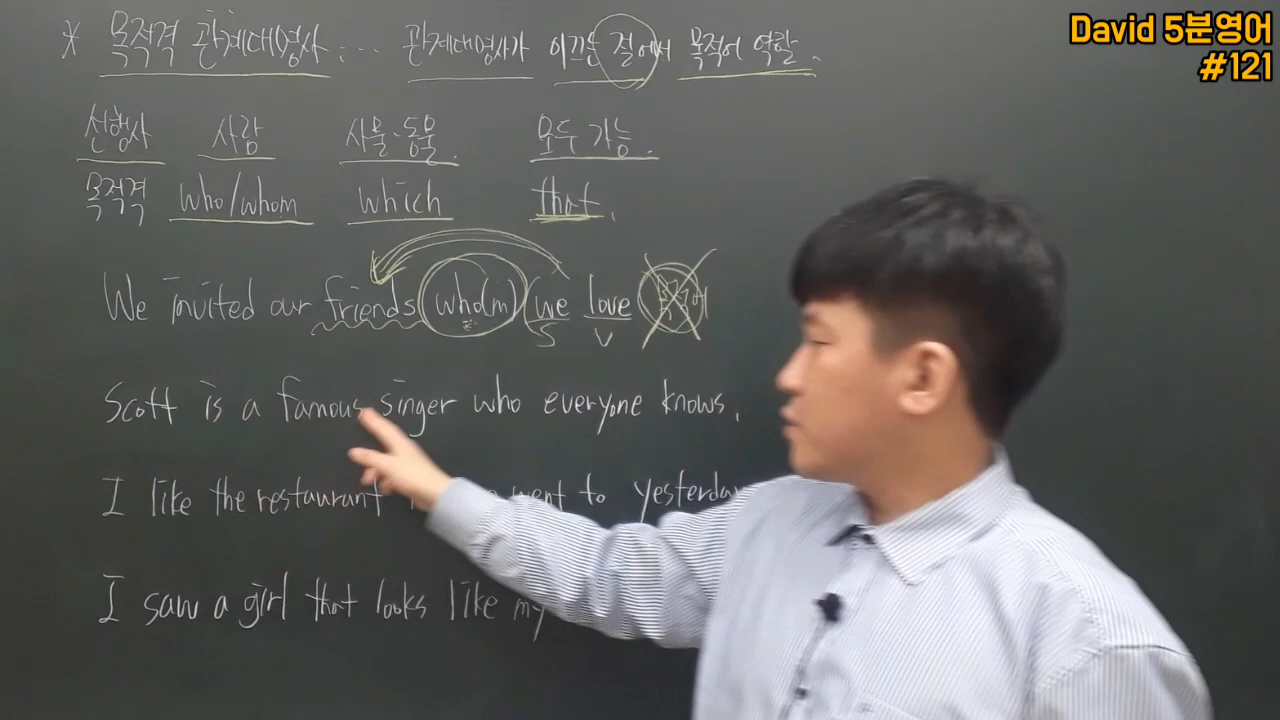 David 5분영어
#121
* 목적격 관계대명사 : ... 관계대명사가 이끄는 절에서 목적어 역할.
선행사 사람 사물·동물. 모두 가능.
목적격 who/whom which that.
We invited our friends who(m) we love
S V
Scott is a famous singer who everyone knows.
I like the restaurant went to yesterday
I saw a girl that looks like my